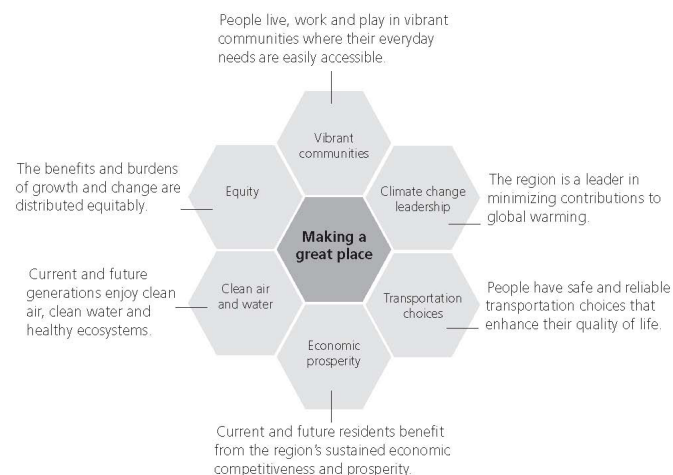 People live, work and play in vibrant
communities where their everyday
needs are easily accessible.
Vibrant
communities
The benefits and burdens
of growth and change are
distributed equitably.
Equity
Climate change
leadership
The region is a leader in
minimizing contributions to
global warming.
Making a
great place
Current and future
generations enjoy clean
air, clean water and
healthy ecosystems.
Clean air
and water
Transportation
choices
People have safe and reliable
transportation choices that
enhance their quality of life.
Economic
prosperity
Current and future residents benefit
from the region's sustained economic
competitiveness and prosperity.